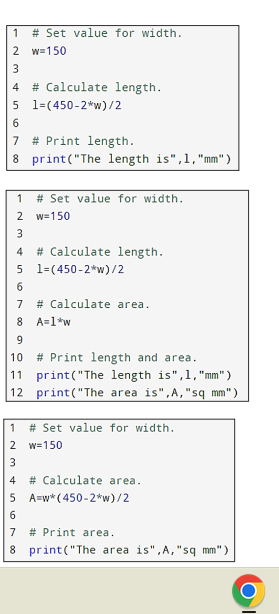 1 # Set value for width.
2 w=150
3
4 # Calculate length.
5 l=(450-2*w)/2
6
7 # Print length.
8 print("The length is",l,"mm")
1 # Set value for width.
2 w=150
3
4 # Calculate length.
5 l=(450-2*w)/2
6
7 # Calculate area.
8 A=l*w
9
10 # Print length and area.
11 print("The length is",l,"mm")
12 print("The area is",A,"sq mm")
1 # Set value for width.
2 w=150
3
4 # Calculate area.
5 A=w*(450-2*w)/2
6
7 # Print area.
8 print("The area is",A,"sq mm")